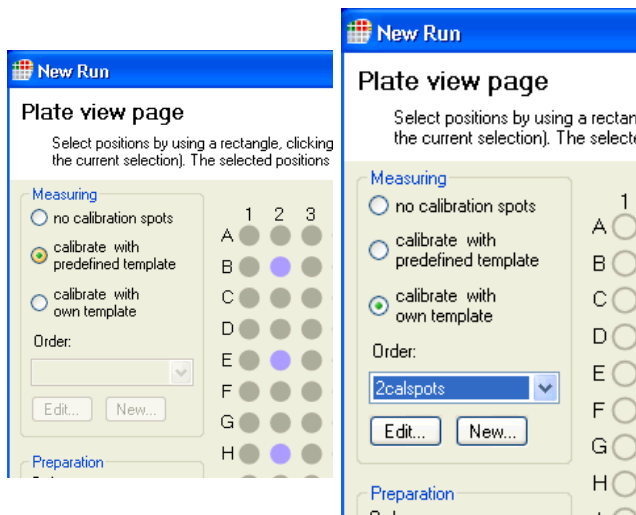 New Run
Plate view page
Select positions by using a rectangle, clicking
the current selection). The selected positions
Measuring
no calibration spots
calibrate with
predefined template
calibrate with
own template
Order:
Edit...
New...
Preparation
1 2 3
A
B
C
D
E
F
G
H
New Run
Plate view page
Select positions by using a rectan
the current selection). The selecte
Measuring
no calibration spots
calibrate with
predefined template
calibrate with
own template
Order:
2calspots
Edit...
New...
Preparation
1
A
B
C
D
E
F
G
H